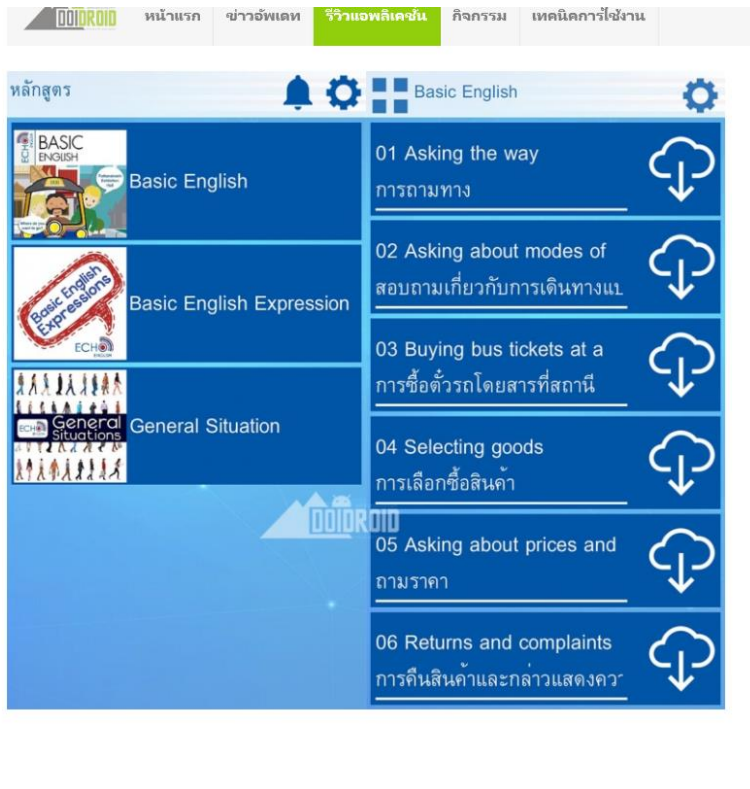 DOIDROID
หน้าแรก
ข่าวอัพเดท
รีวิวแอพลิเคชั่น
กิจกรรม
เทคนิคการใช้งาน
หลักสูตร
ECHO
BASIC
ENGLISH
Basic English
Basic English
Expressions
ECHO
ENGLISH
Basic English Expression
ECHO
General
Situations
General Situation
Basic English
01 Asking the way
การถามทาง
02 Asking about modes of
สอบถามเกี่ยวกับการเดินทางแบ
03 Buying bus tickets at a
การซื้อตั๋วรถโดยสารที่สถานี
04 Selecting goods
การเลือกซื้อสินค้า
05 Asking about prices and
ถามราคา
06 Returns and complaints
การคืนสินค้าและกล่าวแสดงควา
DOIDROID